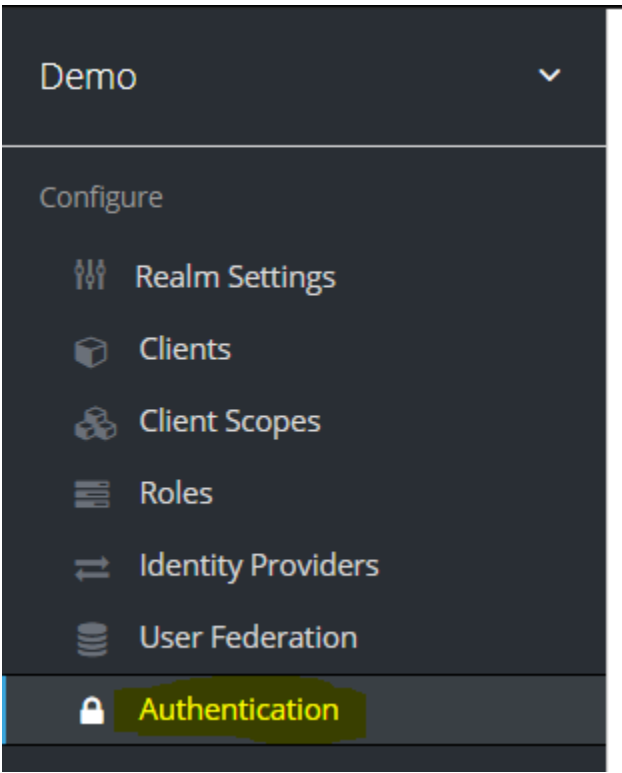 Demo
Configure
Realm Settings
Clients
Client Scopes
Roles
Identity Providers
User Federation
Authentication